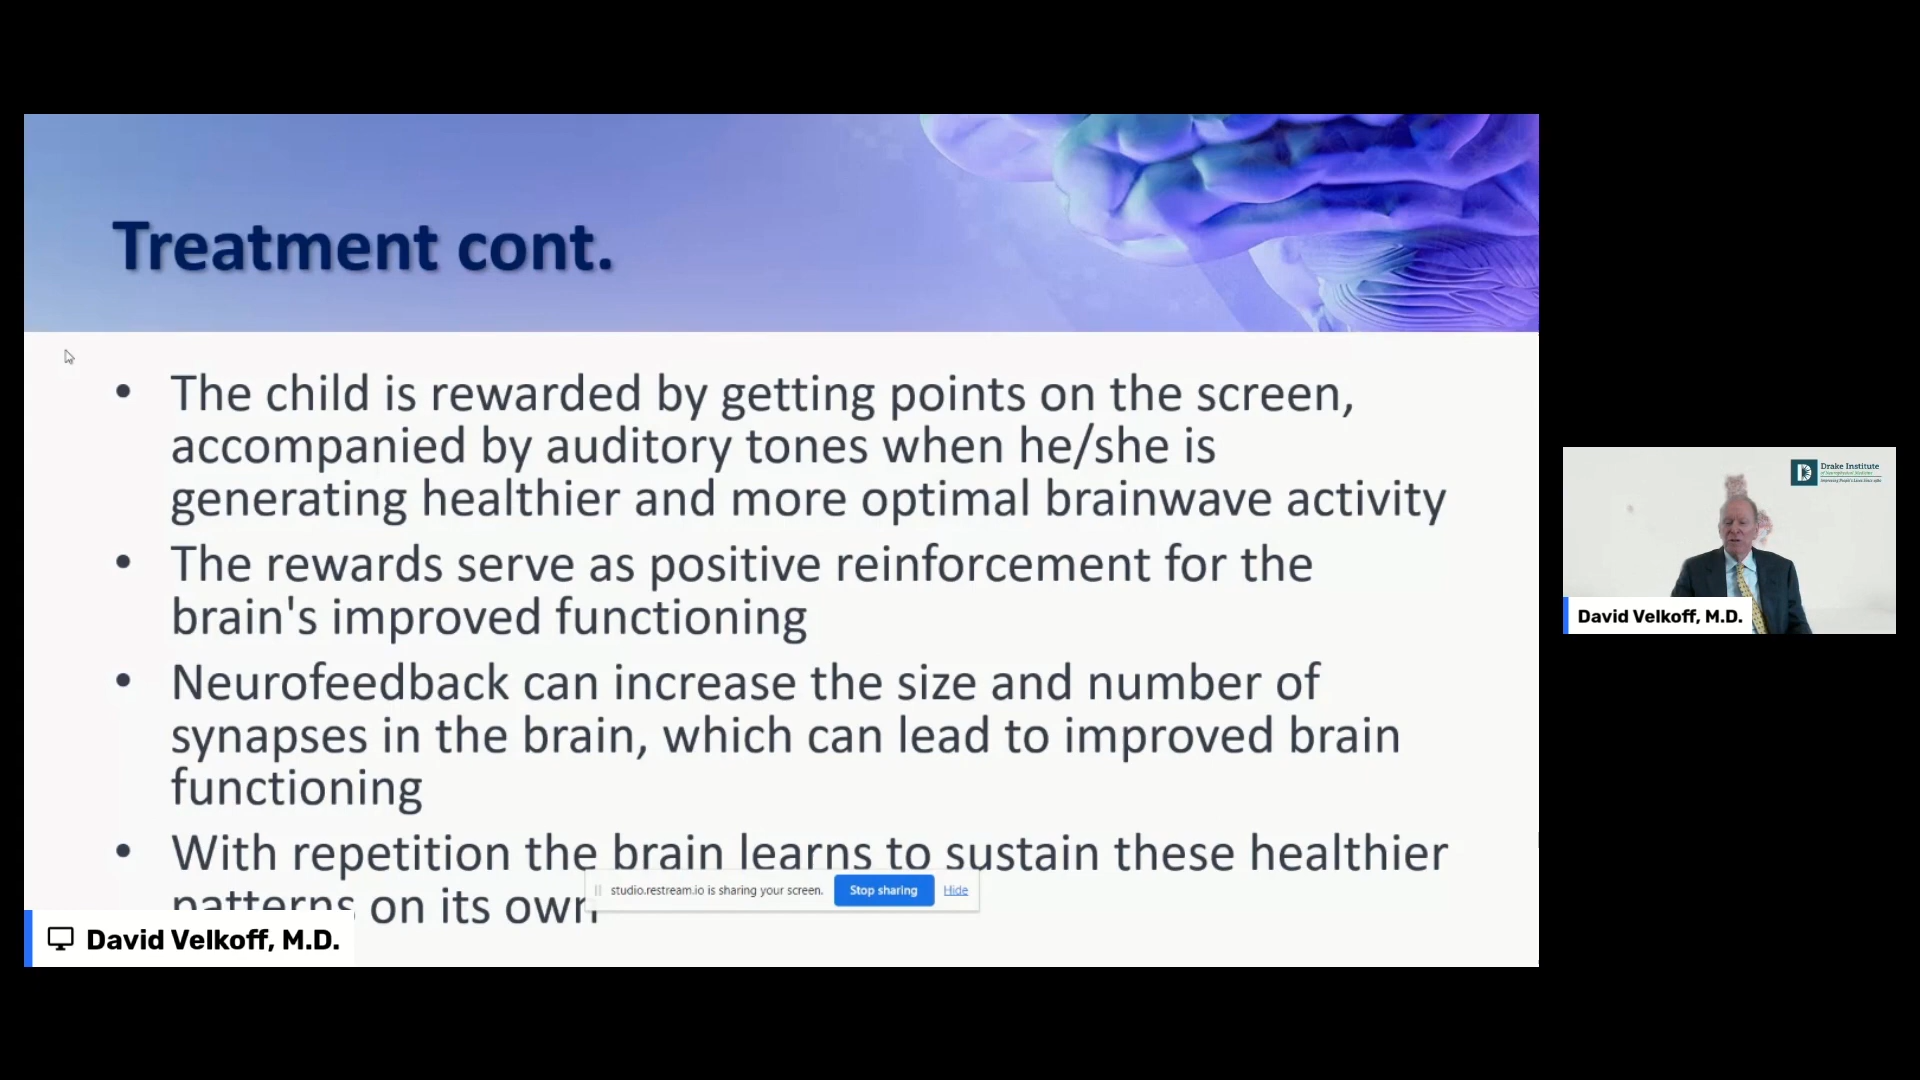 Treatment cont.
• The child is rewarded by getting points on the screen,
accompanied by auditory tones when he/she is
generating healthier and more optimal brainwave activity
• The rewards serve as positive reinforcement for the
brain's improved functioning
• Neurofeedback can increase the size and number of
synapses in the brain, which can lead to improved brain
functioning
• With repetition the brain learns to sustain these healthier
patterns on its own
studio.restream.io is sharing your screen. Stop sharing Hide
David Velkoff, M.D.
Drake Institute
David Velkoff, M.D.